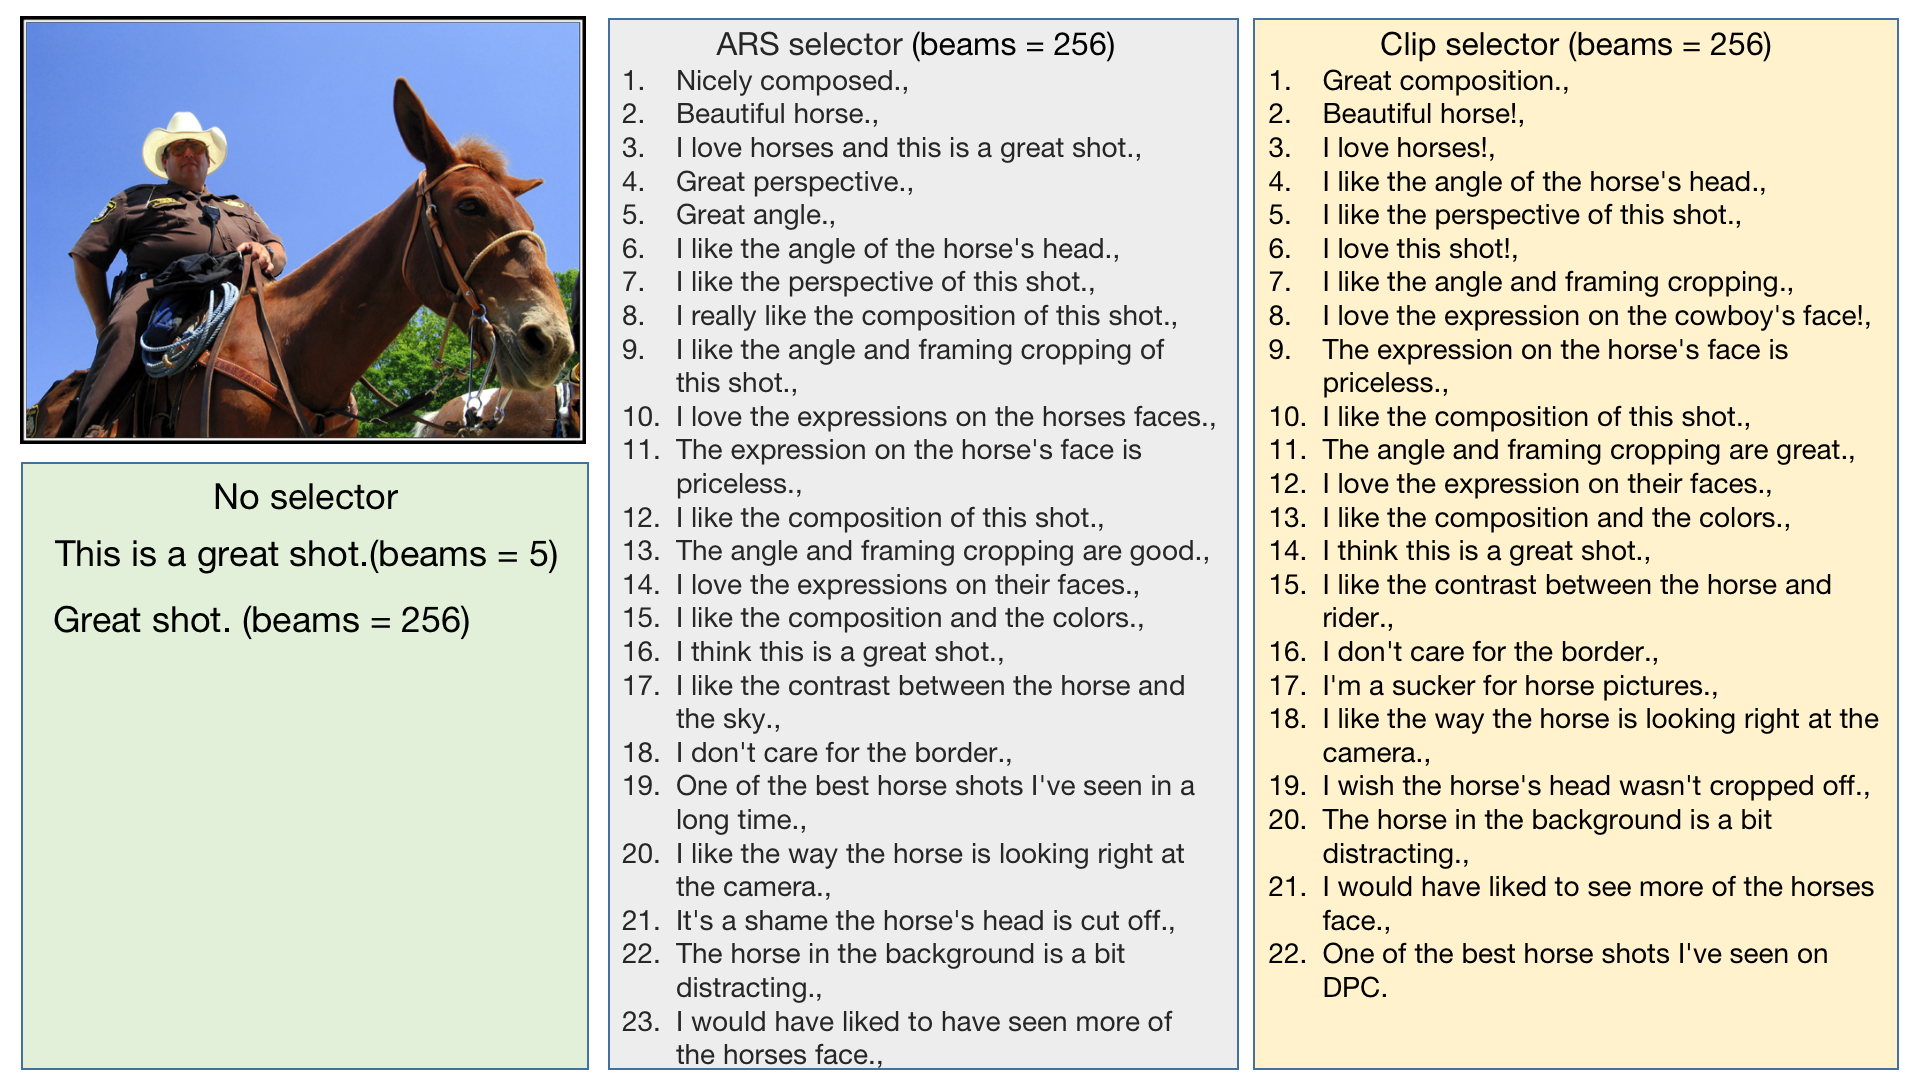 No selector
This is a great shot.(beams = 5)
Great shot. (beams = 256)
ARS selector (beams = 256)
1. Nicely composed.,
2. Beautiful horse.,
3. I love horses and this is a great shot.,
4. Great perspective.,
5. Great angle.,
6. I like the angle of the horse's head.,
7. I like the perspective of this shot.,
8. I really like the composition of this shot.,
9. I like the angle and framing cropping of
this shot.,
10. I love the expressions on the horses faces.,
11. The expression on the horse's face is
priceless.,
12. I like the composition of this shot.,
13. The angle and framing cropping are good.,
14. I love the expressions on their faces.,
15. I like the composition and the colors.,
16. I think this is a great shot.,
17. I like the contrast between the horse and
the sky.,
18. I don't care for the border.,
19. One of the best horse shots I've seen in a
long time.,
20. I like the way the horse is looking right at
the camera.,
21. It's a shame the horse's head is cut off.,
22. The horse in the background is a bit
distracting.,
23. I would have liked to have seen more of
the horses face.,
Clip selector (beams = 256)
1. Great composition.,
2. Beautiful horse!,
3. I love horses!,
4. I like the angle of the horse's head.,
5. I like the perspective of this shot.,
6. I love this shot!,
7. I like the angle and framing cropping.,
8. I love the expression on the cowboy's face!,
9. The expression on the horse's face is
priceless.,
10. I like the composition of this shot.,
11. The angle and framing cropping are great.,
12. I love the expression on their faces.,
13. I like the composition and the colors.,
14. I think this is a great shot.,
15. I like the contrast between the horse and
rider.,
16. I don't care for the border.,
17. I'm a sucker for horse pictures.,
18. I like the way the horse is looking right at the
camera.,
19. I wish the horse's head wasn't cropped off.,
20. The horse in the background is a bit
distracting.,
21. I would have liked to see more of the horses
face.,
22. One of the best horse shots I've seen on
DPC.